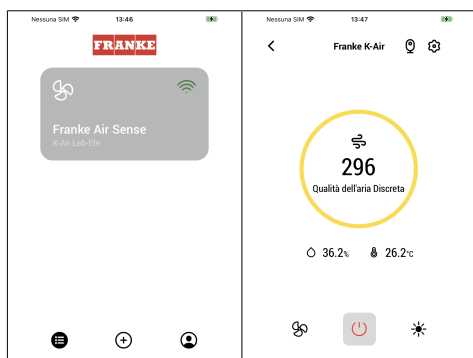 Nessuna SIM 13:46
FRANKE
Franke Air Sense
K-Air Lab-Ele
Nessuna SIM 13:47
Franke K-Air
296
Qualità dell'aria Discreta
36.2% 26.2°C